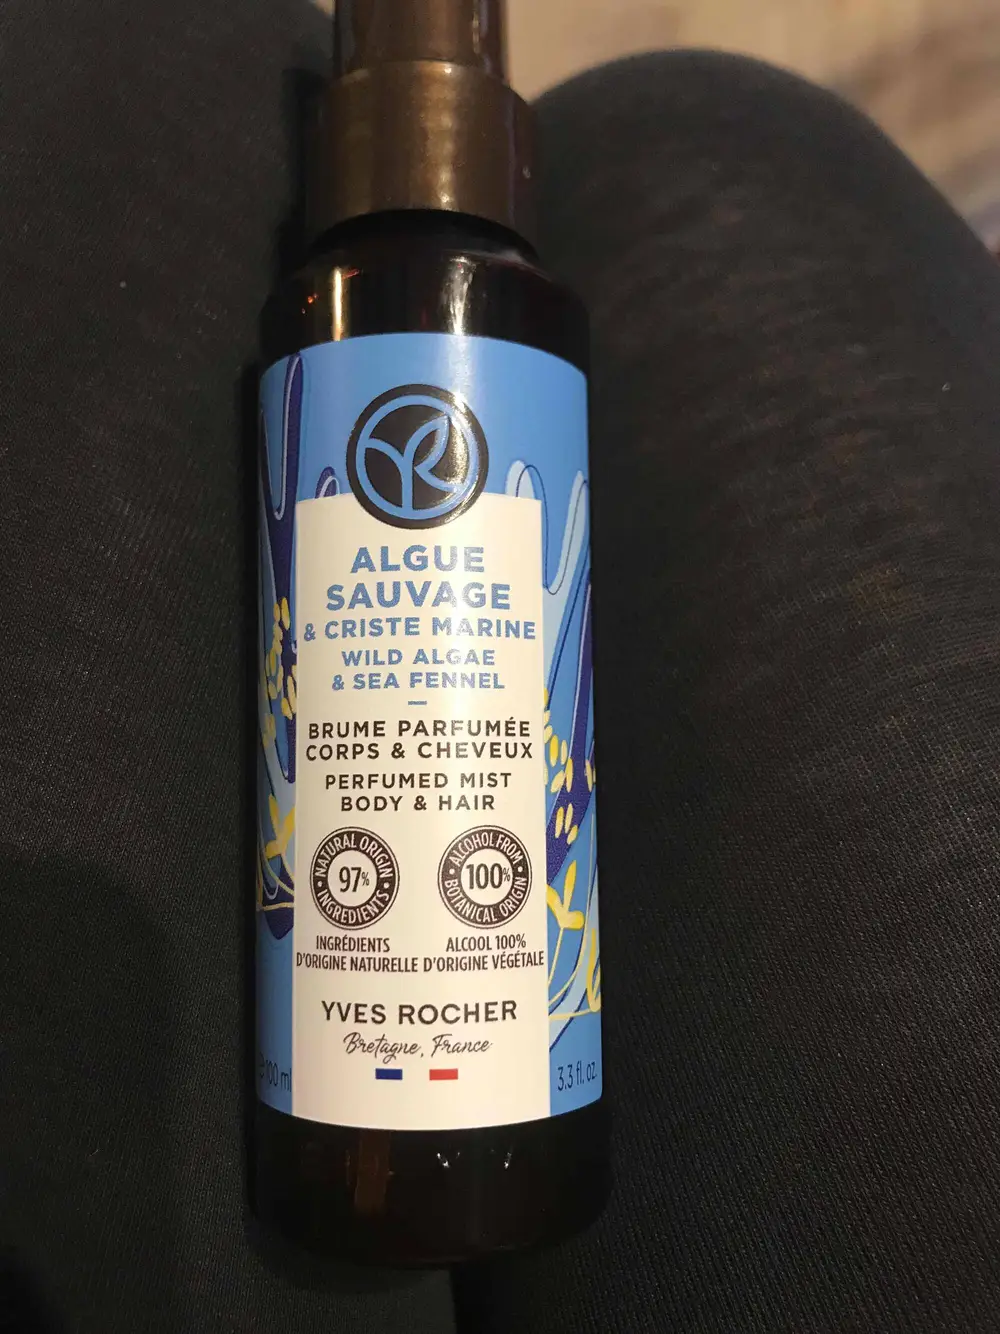 YR
ALGUE
SAUVAGE
& CRISTE MARINE
WILD ALGAE
& SEA FENNEL
BRUME PARFUMÉE
CORPS & CHEVEUX
PERFUMED MIST
BODY & HAIR
NATURAL ORIGIN
97%
INGREDIENTS
ALCOHOL FROM
100%
BOTANICAL ORIGIN
INGRÉDIENTS
D'ORIGINE NATURELLE
ALCOOL 100%
D'ORIGINE VÉGÉTALE
YVES ROCHER
Bretagne, France
100 ml
3.3 fl. oz.